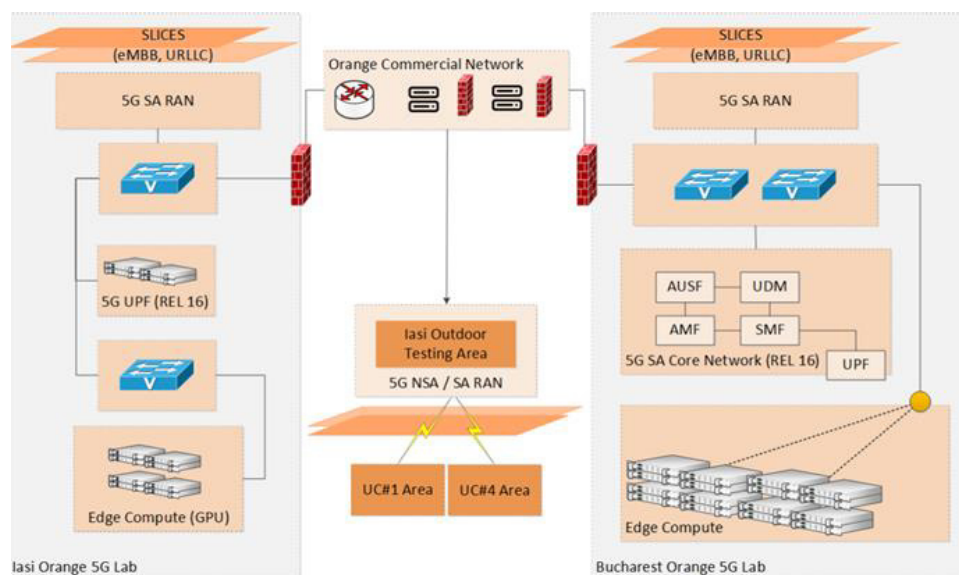 SLICES
(eMBB, URLLC)
5G SA RAN
V
5G UPF (REL 16)
V
Edge Compute (GPU)
Iasi Orange 5G Lab
Orange Commercial Network
Iasi Outdoor
Testing Area
5G NSA / SA RAN
UC#1 Area
UC#4 Area
SLICES
(eMBB, URLLC)
5G SA RAN
V
V
AUSF
UDM
AMF
SMF
5G SA Core Network (REL 16)
UPF
Edge Compute
Bucharest Orange 5G Lab